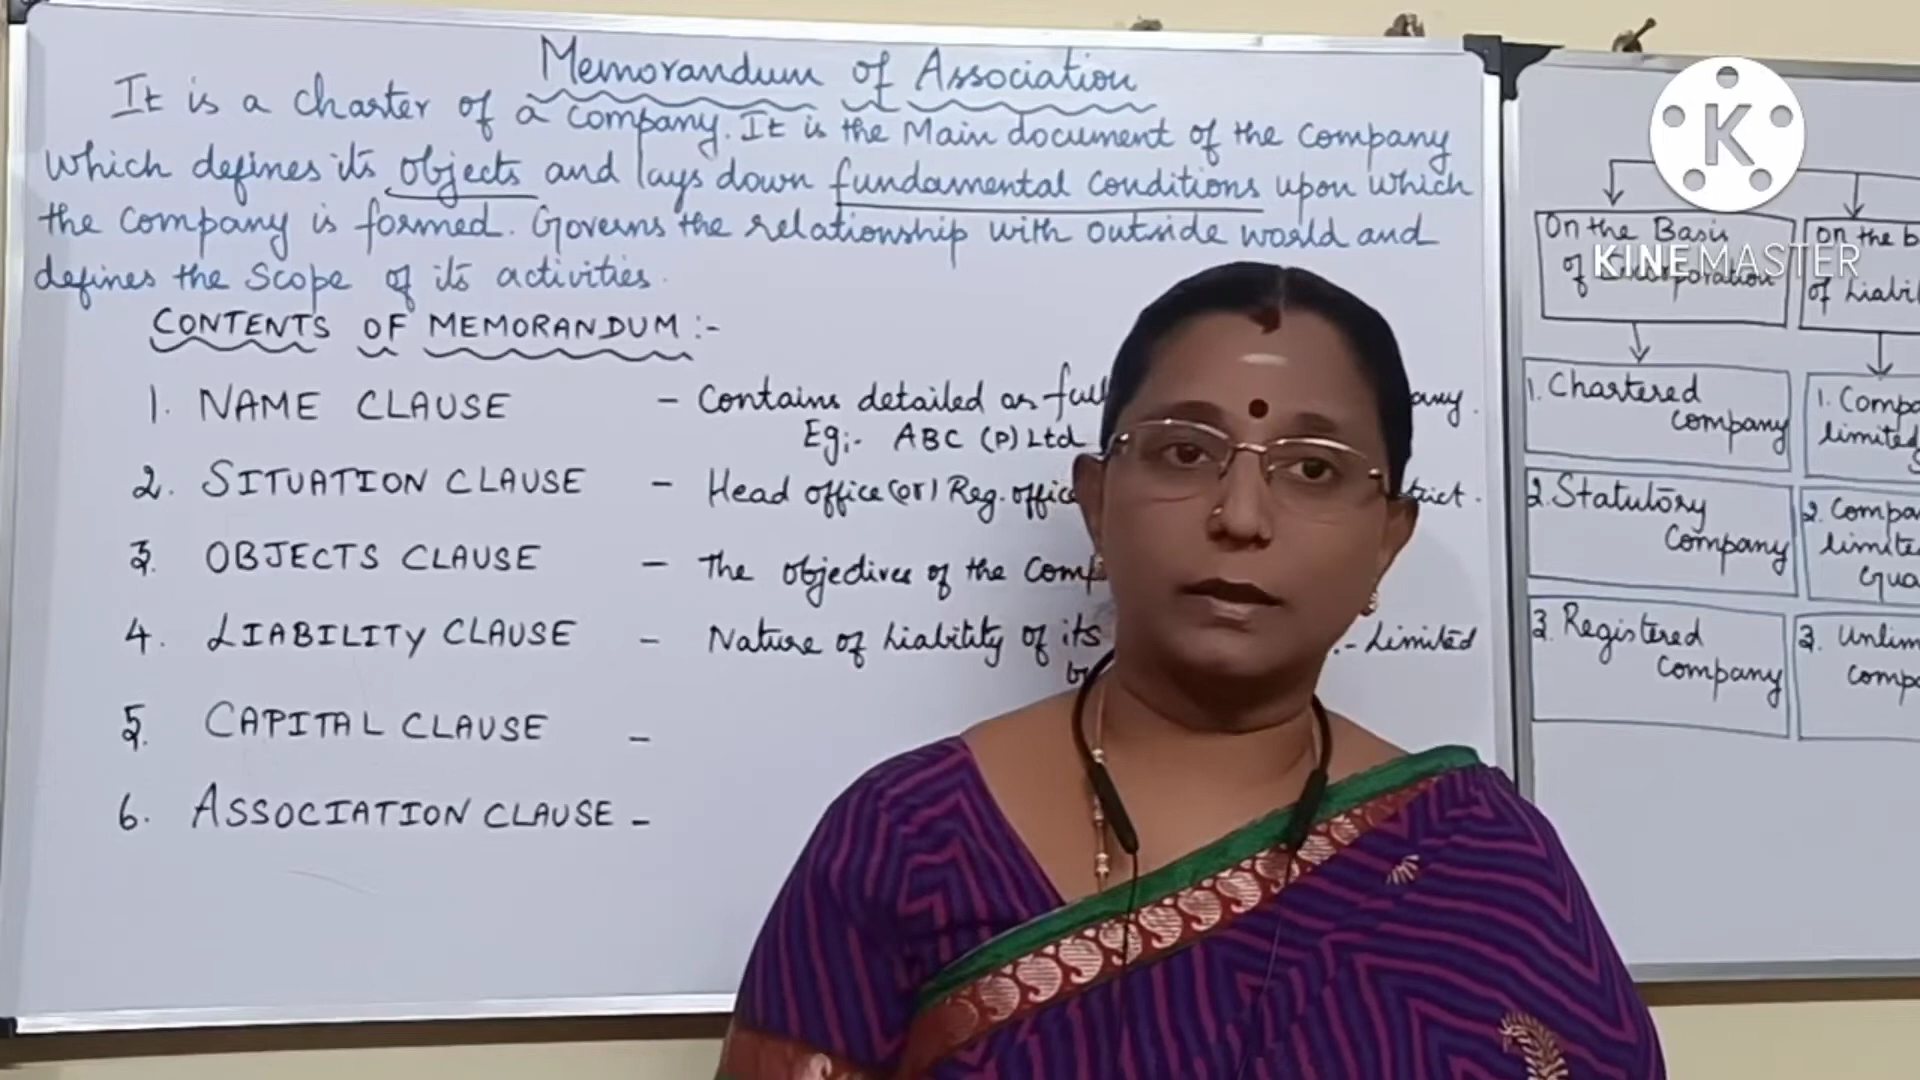 Memorandum of Association
It is a charter of a company. It is the Main document of the company
which defines its objects and lays down fundamental conditions upon which
the company is formed. Governs the relationship with outside world and
defines the scope of its activities.
CONTENTS OF MEMORANDUM :-
1. NAME CLAUSE - Contains detailed as full
Eg:- ABC (P) Ltd
2. SITUATION CLAUSE - Head office (or) Reg. office
3. OBJECTS CLAUSE - The objectives of the
4. LIABILITY CLAUSE - Nature of Liability of its :- Limited
5. CAPITAL CLAUSE -
6. ASSOCIATION CLAUSE -
K
KINEMASTER
On the Basis
of Incorporation
1. Chartered
company
2. Statutory
company
3. Registered
company
on the
of
1.
limited
2.
3.